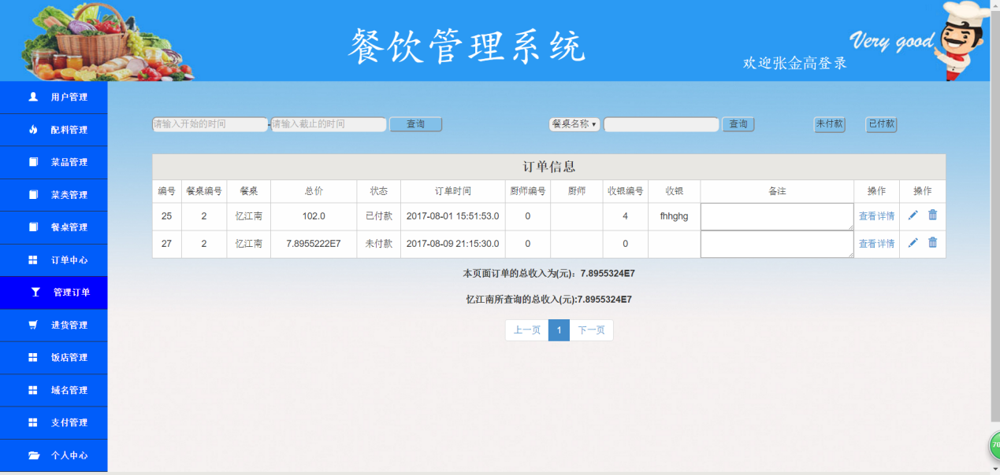 餐饮管理系统
Very good
欢迎张金高登录
用户管理
配料管理
菜品管理
菜类管理
餐桌管理
订单中心
管理订单
进货管理
饭店管理
域名管理
支付管理
个人中心
请输入开始的时间 - 请输入截止的时间 查询 餐桌名称 查询 未付款 已付款
订单信息
编号 餐桌编号 餐桌 总价 状态 订单时间 厨师编号 厨师 收银编号 收银 备注 操作 操作
25 2 忆江南 102.0 已付款 2017-08-01 15:51:53.0 0 4 fhhghg 查看详情
27 2 忆江南 7.8955222E7 未付款 2017-08-09 21:15:30.0 0 0 查看详情
本页面订单的总收入为(元)：7.8955324E7
忆江南所查询的总收入(元):7.8955324E7
上一页 1 下一页
70